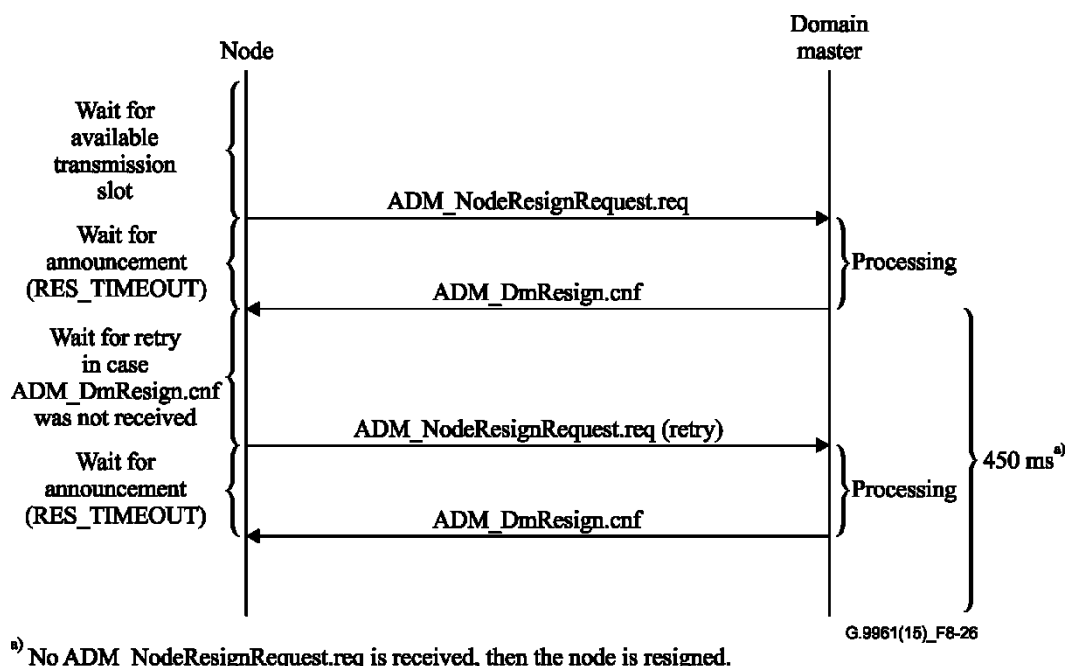 Node
Domain
master
Wait for
available
transmission
slot
ADM_NodeResignRequest.req
Wait for
announcement
(RES_TIMEOUT)
Processing
ADM_DmResign.cnf
Wait for retry
in case
ADM_DmResign.cnf
was not received
ADM_NodeResignRequest.req (retry)
450 ms a)
Wait for
announcement
(RES_TIMEOUT)
Processing
ADM_DmResign.cnf
G.9961(15)_F8-26
a) No ADM_NodeResignRequest.req is received, then the node is resigned.